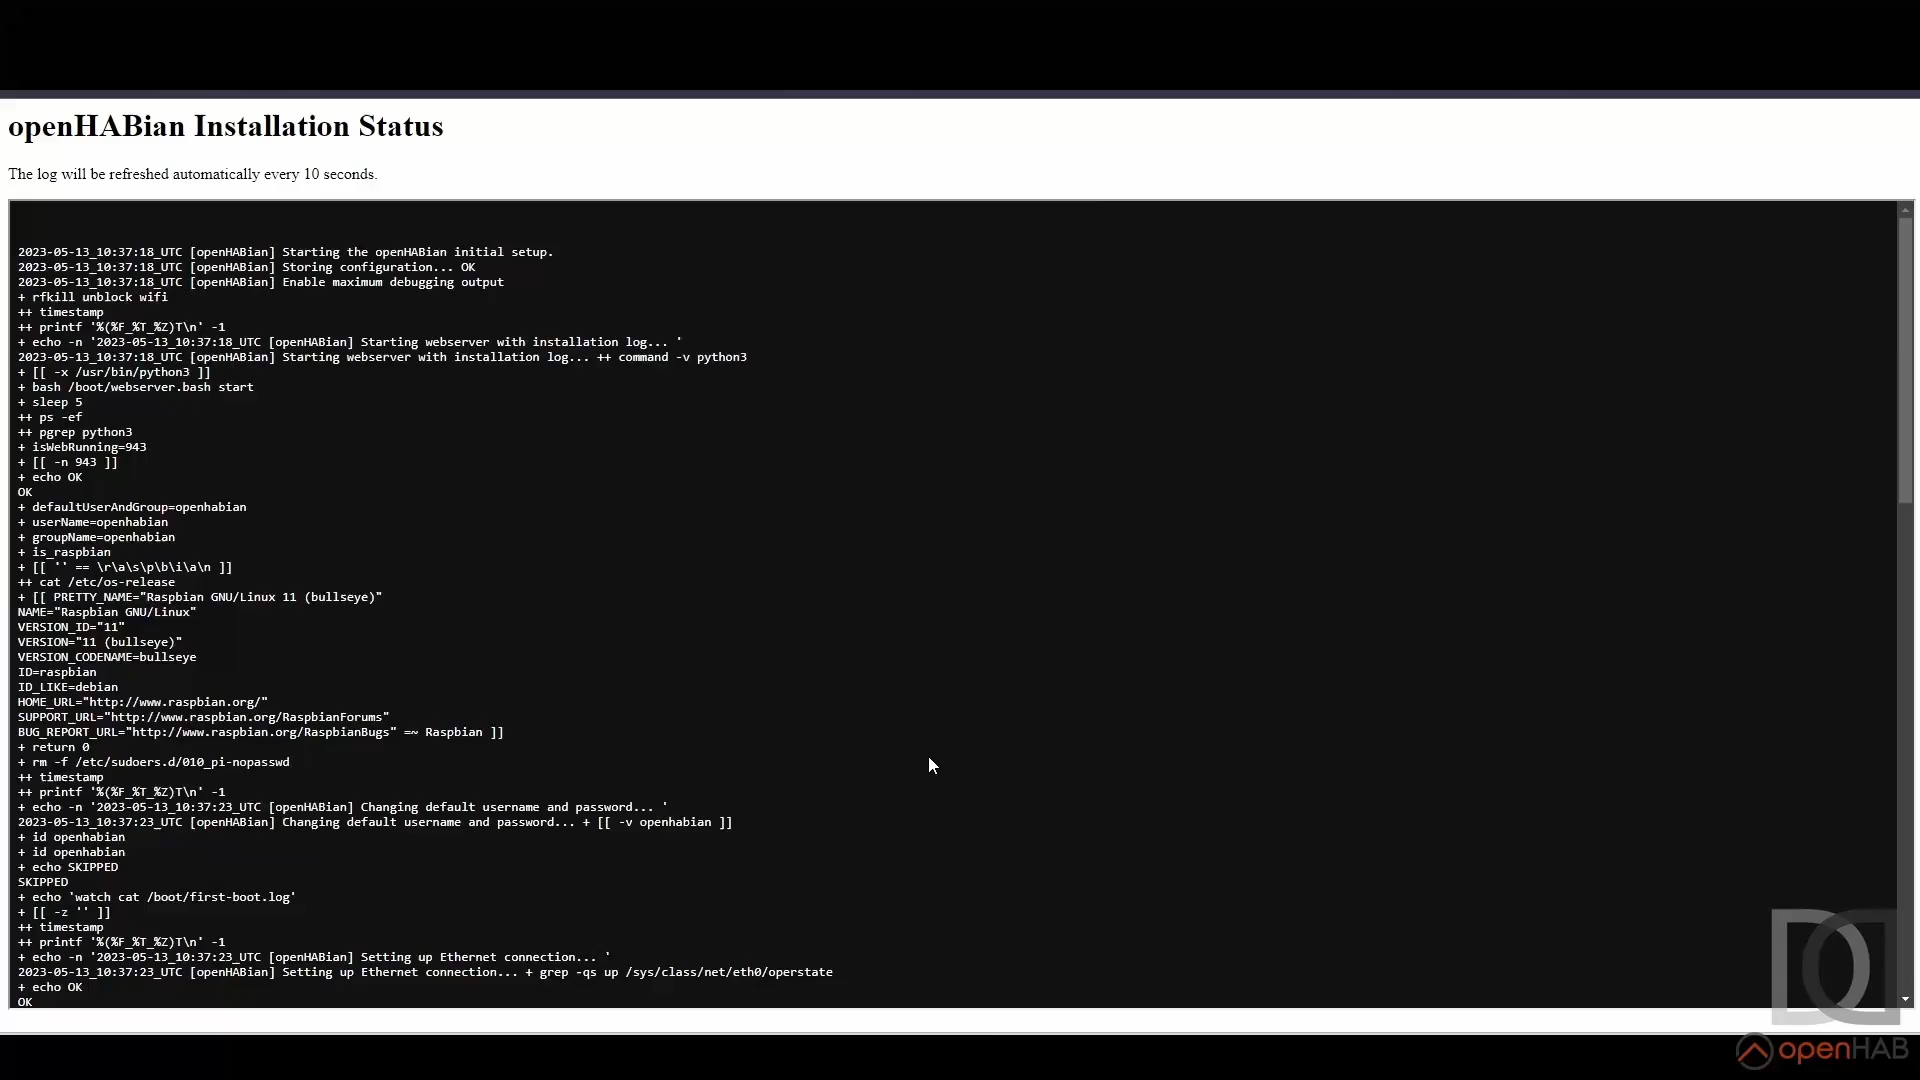 openHABian Installation Status
The log will be refreshed automatically every 10 seconds.
2023-05-13_10:37:18_UTC [openHABian] Starting the openHABian initial setup.
2023-05-13_10:37:18_UTC [openHABian] Storing configuration... OK
2023-05-13_10:37:18_UTC [openHABian] Enable maximum debugging output
+ rfkill unblock wifi
++ timestamp
++ printf '%(%F_%T_%Z)T\n' -1
+ echo -n '2023-05-13_10:37:18_UTC [openHABian] Starting webserver with installation log... '
2023-05-13_10:37:18_UTC [openHABian] Starting webserver with installation log... ++ command -v python3
+ [[ -x /usr/bin/python3 ]]
+ bash /boot/webserver.bash start
+ sleep 5
++ ps -ef
++ pgrep python3
+ isWebRunning=943
+ [[ -n 943 ]]
+ echo OK
OK
+ defaultUserAndGroup=openhabian
+ userName=openhabian
+ groupName=openhabian
+ is_raspbian
+ [[ '' == \r\a\s\p\b\i\a\n ]]
++ cat /etc/os-release
+ [[ PRETTY_NAME="Raspbian GNU/Linux 11 (bullseye)"
NAME="Raspbian GNU/Linux"
VERSION_ID="11"
VERSION="11 (bullseye)"
VERSION_CODENAME=bullseye
ID=raspbian
ID_LIKE=debian
HOME_URL="http://www.raspbian.org/"
SUPPORT_URL="http://www.raspbian.org/RaspbianForums"
BUG_REPORT_URL="http://www.raspbian.org/RaspbianBugs" =~ Raspbian ]]
+ return 0
+ rm -f /etc/sudoers.d/010_pi-nopasswd
++ timestamp
++ printf '%(%F_%T_%Z)T\n' -1
+ echo -n '2023-05-13_10:37:23_UTC [openHABian] Changing default username and password... '
2023-05-13_10:37:23_UTC [openHABian] Changing default username and password... + [[ -v openhabian ]]
+ id openhabian
+ id openhabian
+ echo SKIPPED
SKIPPED
+ echo 'watch cat /boot/first-boot.log'
+ [[ -z '' ]]
++ timestamp
++ printf '%(%F_%T_%Z)T\n' -1
+ echo -n '2023-05-13_10:37:23_UTC [openHABian] Setting up Ethernet connection... '
2023-05-13_10:37:23_UTC [openHABian] Setting up Ethernet connection... + grep -qs up /sys/class/net/eth0/operstate
+ echo OK
OK
DD
openHAB